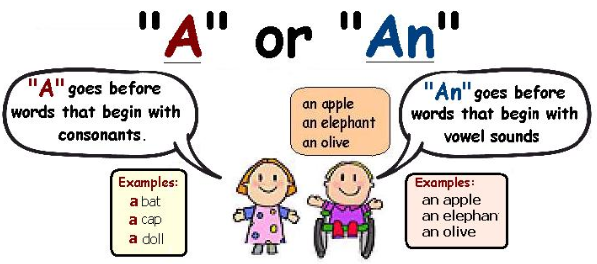 "A" or "An"
"A" goes before
words that begin with
consonants.
an apple
an elephant
an olive
"An" goes before
words that begin with
vowel sounds
Examples:
a bat
a cap
a doll
Examples:
an apple
an elephan
an olive